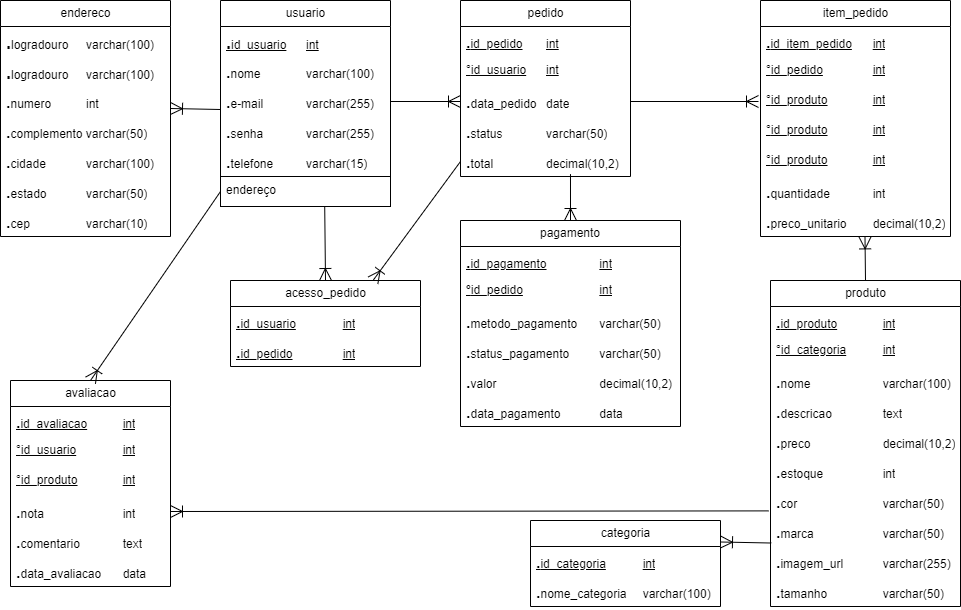 endereco
.logradouro varchar(100)
.logradouro varchar(100)
.numero int
.complemento varchar(50)
.cidade varchar(100)
.estado varchar(50)
.cep varchar(10)
usuario
.id_usuario int
.nome varchar(100)
.e-mail varchar(255)
.senha varchar(255)
.telefone varchar(15)
endereço
pedido
.id_pedido int
°id_usuario int
.data_pedido date
.status varchar(50)
.total decimal(10,2)
item_pedido
.id_item_pedido int
°id_pedido int
°id_produto int
°id_produto int
°id_produto int
.quantidade int
.preco_unitario decimal(10,2)
acesso_pedido
.id_usuario int
.id_pedido int
pagamento
.id_pagamento int
°id_pedido int
.metodo_pagamento varchar(50)
.status_pagamento varchar(50)
.valor decimal(10,2)
.data_pagamento data
produto
.id_produto int
°id_categoria int
.nome varchar(100)
.descricao text
.preco decimal(10,2)
.estoque int
.cor varchar(50)
.marca varchar(50)
.imagem_url varchar(255)
.tamanho varchar(50)
avaliacao
.id_avaliacao int
°id_usuario int
°id_produto int
.nota int
.comentario text
.data_avaliacao data
categoria
.id_categoria int
.nome_categoria varchar(100)